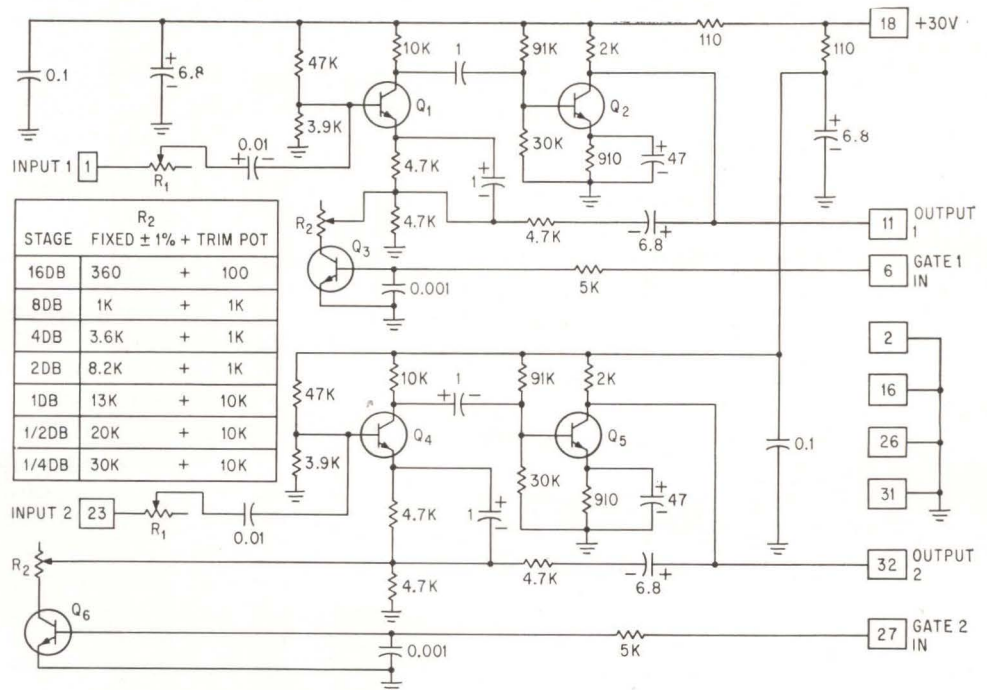 18 +30V
110
110
0.1
6.8
+
-
47K
10K
1
91K
2K
Q1
Q2
3.9K
0.01
+ -
INPUT 1 1
R1
4.7K
1
+
-
30K
910
+
47
-
+
6.8
-
R2
4.7K
4.7K
- +
6.8
11 OUTPUT 1
Q3
0.001
5K
6 GATE 1 IN
R2
STAGE FIXED ± 1% + TRIM POT
16DB 360 + 100
8DB 1K + 1K
4DB 3.6K + 1K
2DB 8.2K + 1K
1DB 13K + 10K
1/2DB 20K + 10K
1/4DB 30K + 10K
2
16
26
31
47K
10K
1
+ -
91K
2K
Q4
Q5
3.9K
30K
910
+
47
-
0.1
INPUT 2 23
R1
0.01
4.7K
1
+
-
R2
4.7K
4.7K
- +
6.8
32 OUTPUT 2
Q6
0.001
5K
27 GATE 2 IN